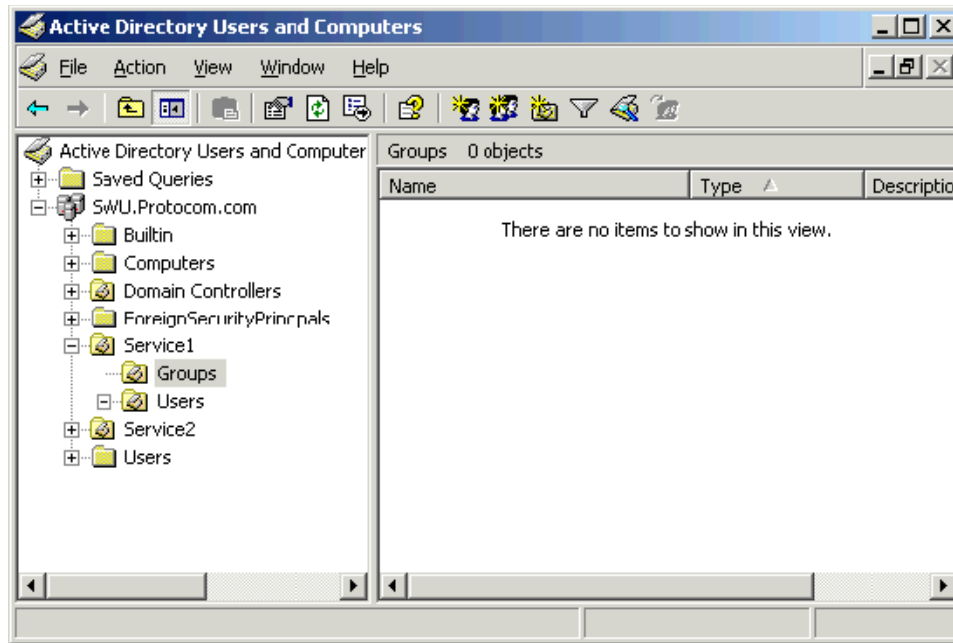 Active Directory Users and Computers
File Action View Window Help
Active Directory Users and Computer
Groups 0 objects
Saved Queries
Name Type Descriptio
SWU.Protocom.com
There are no items to show in this view.
Builtin
Computers
Domain Controllers
ForeignSecurityPrincipals
Service1
Groups
Users
Service2
Users